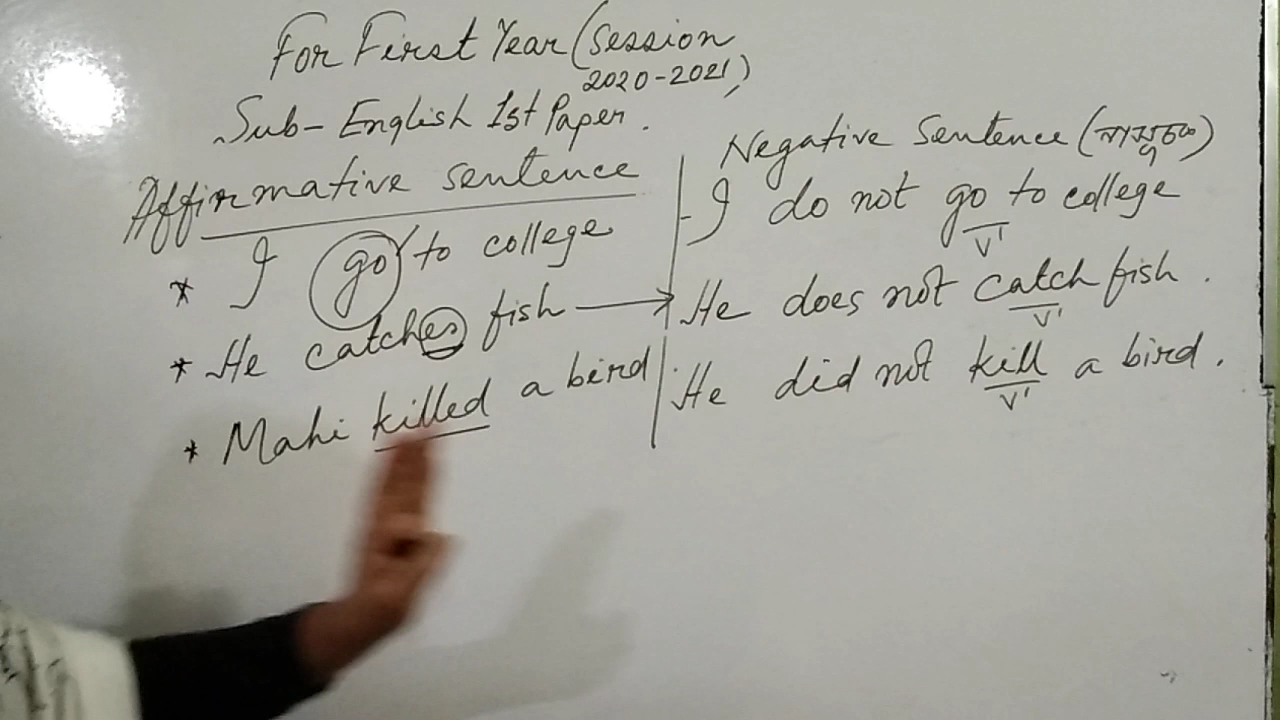 For First Year (Session
2020-2021)
Sub- English 1st Paper.
Affirmative sentence
* I go to college
* He catches fish →
* Mahi killed a bird
Negative Sentence
I do not go to college
V¹
He does not catch fish.
V¹
He did not kill a bird.
V¹